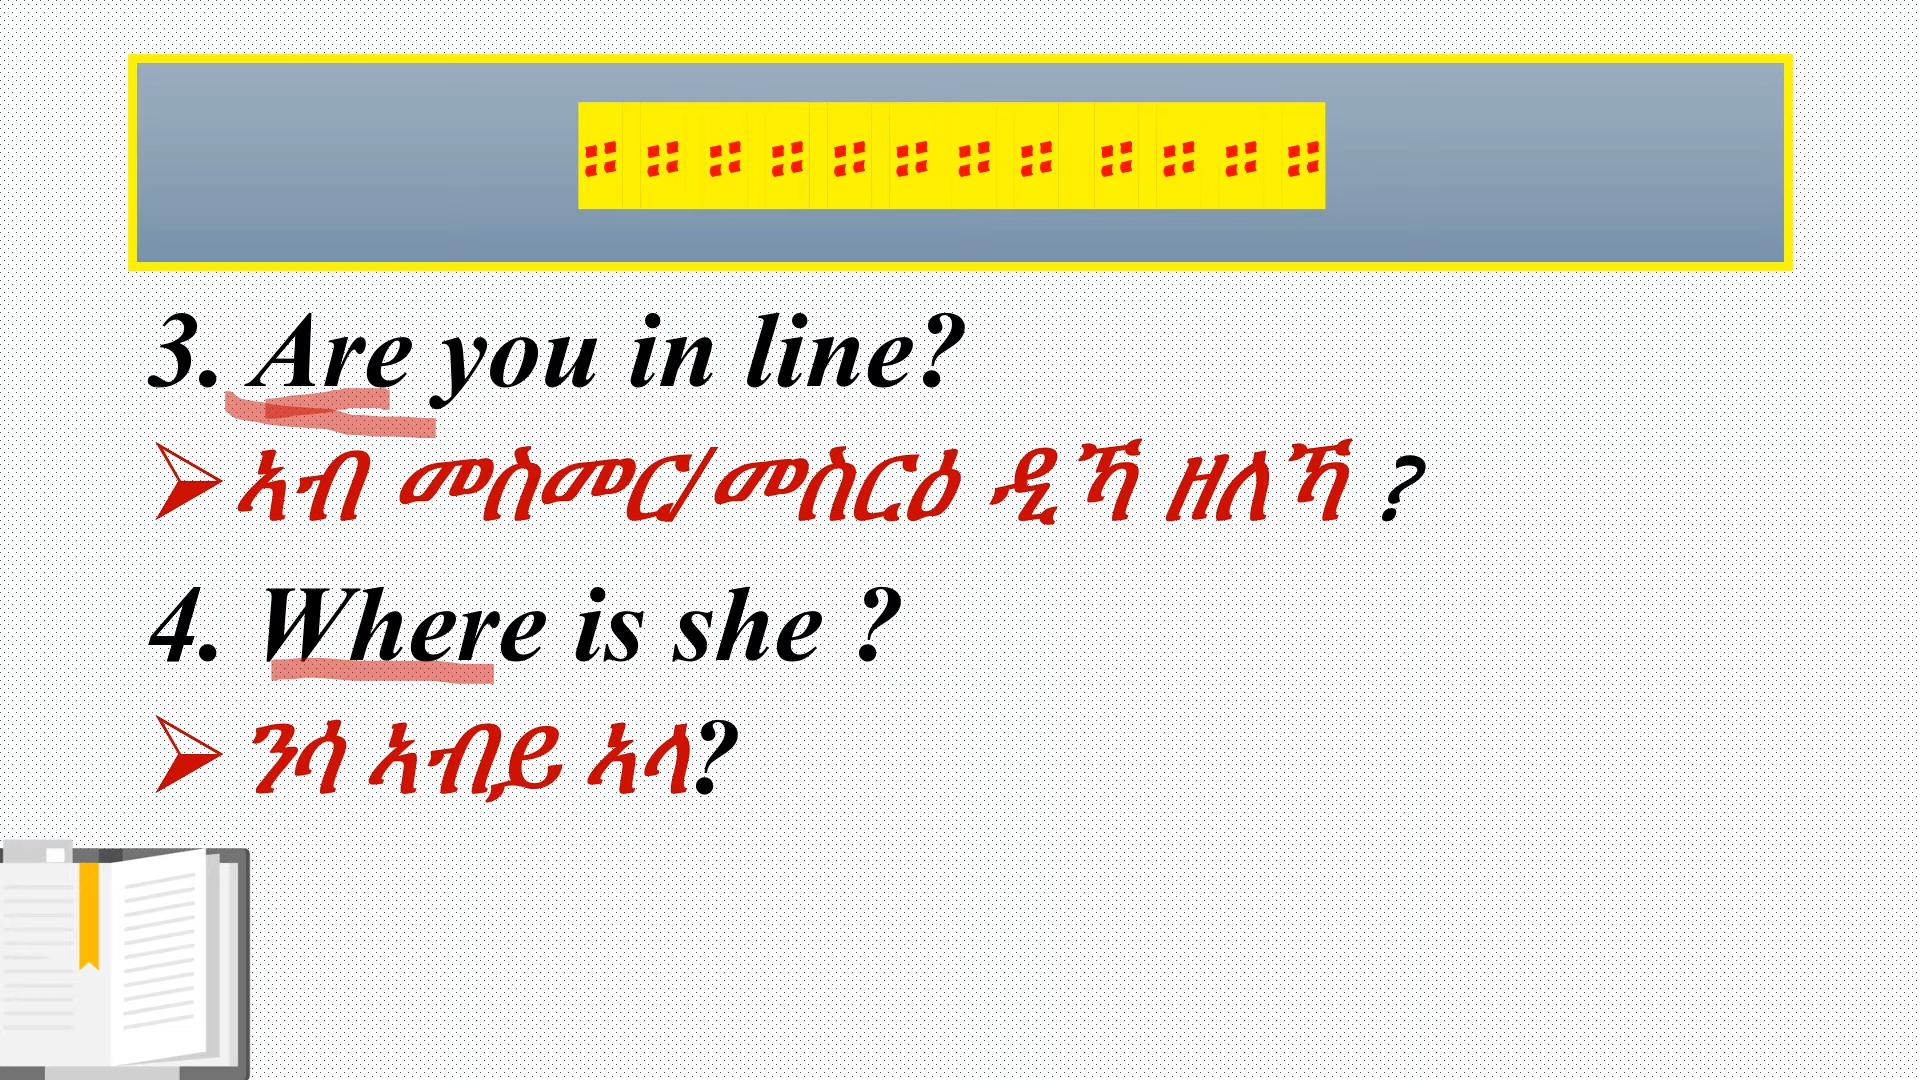 ። ። ። ። ። ። ። ። ። ። ። ።
3. Are you in line?
ኣብ መስመር/መስርዕ ዲኻ ዘለኻ ?
4. Where is she ?
ንሳ ኣብይ ኣላ?